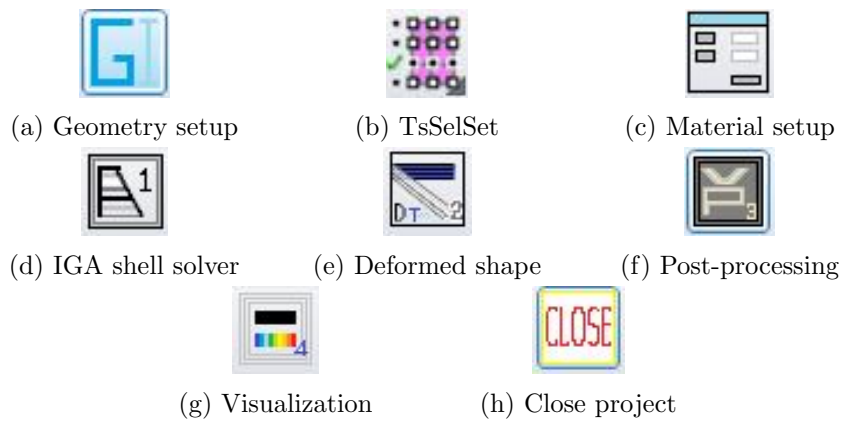 GT
(a) Geometry setup
(b) TsSelSet
(c) Material setup
1
DT 2
3
(d) IGA shell solver
(e) Deformed shape
(f) Post-processing
4
CLOSE
(g) Visualization
(h) Close project